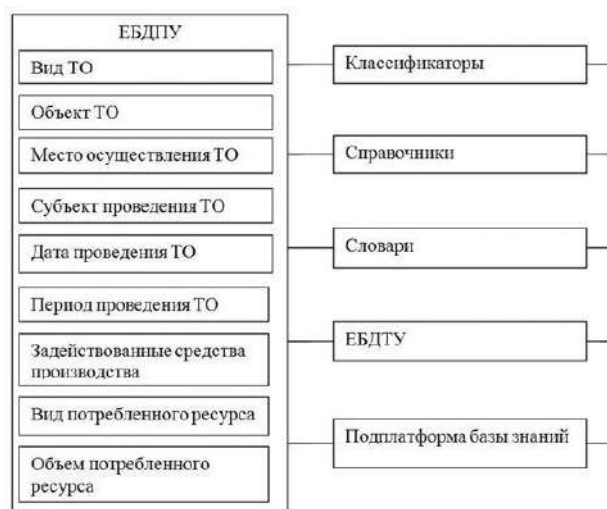 ЕБДПУ
Вид ТО
Объект ТО
Место осуществления ТО
Субъект проведения ТО
Дата проведения ТО
Период проведения ТО
Задействованные средства
производства
Вид потребленного ресурса
Объем потребленного
ресурса
Классификаторы
Справочники
Словари
ЕБДТУ
Подплатформа базы знаний